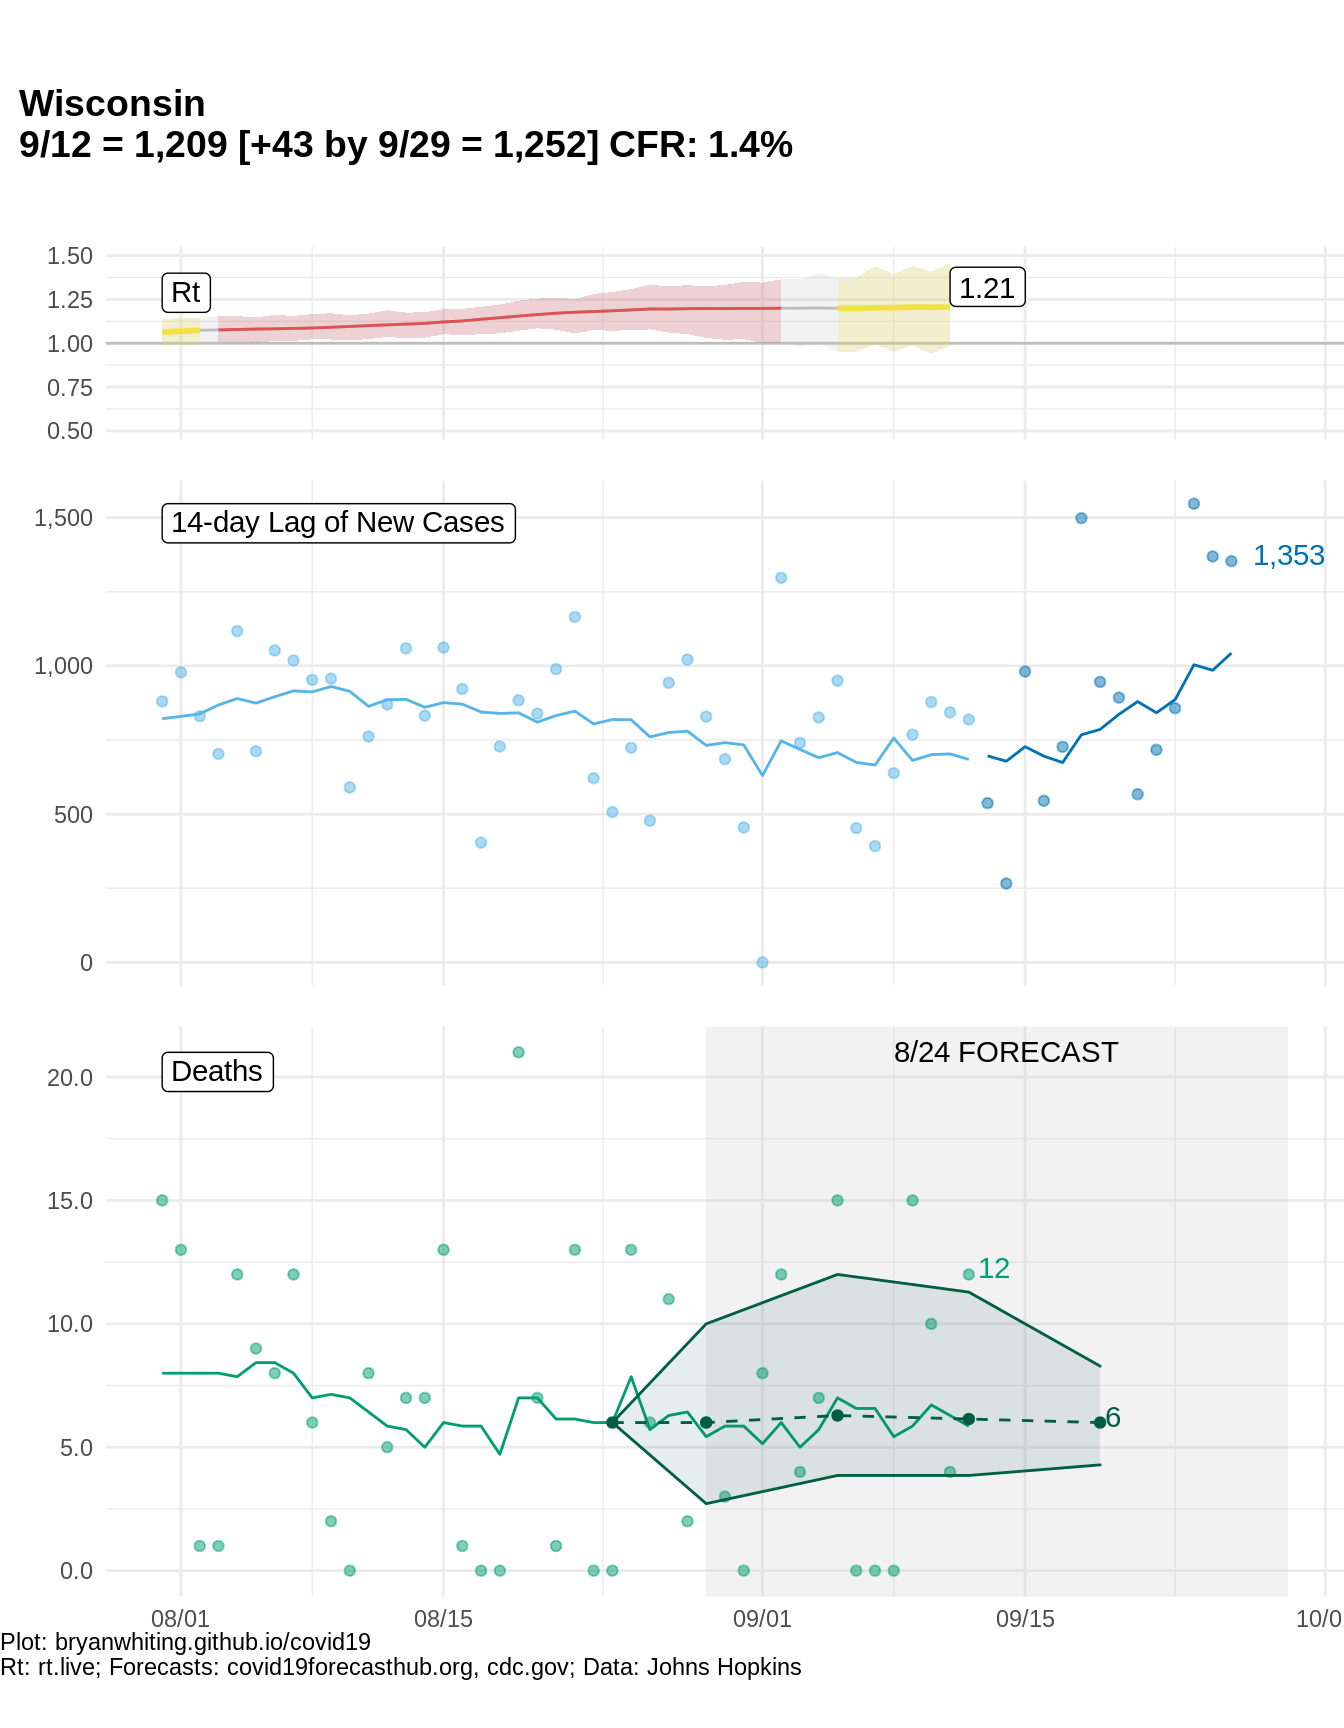 Wisconsin
9/12 = 1,209 [+43 by 9/29 = 1,252] CFR: 1.4%
1.50
1.25
1.00
0.75
0.50
Rt
1.21
1,500
1,000
500
0
14-day Lag of New Cases
1,353
20.0
15.0
10.0
5.0
0.0
Deaths
8/24 FORECAST
12
6
08/01 08/15 09/01 09/15 10/0
Plot: bryanwhiting.github.io/covid19
Rt: rt.live; Forecasts: covid19forecasthub.org, cdc.gov; Data: Johns Hopkins